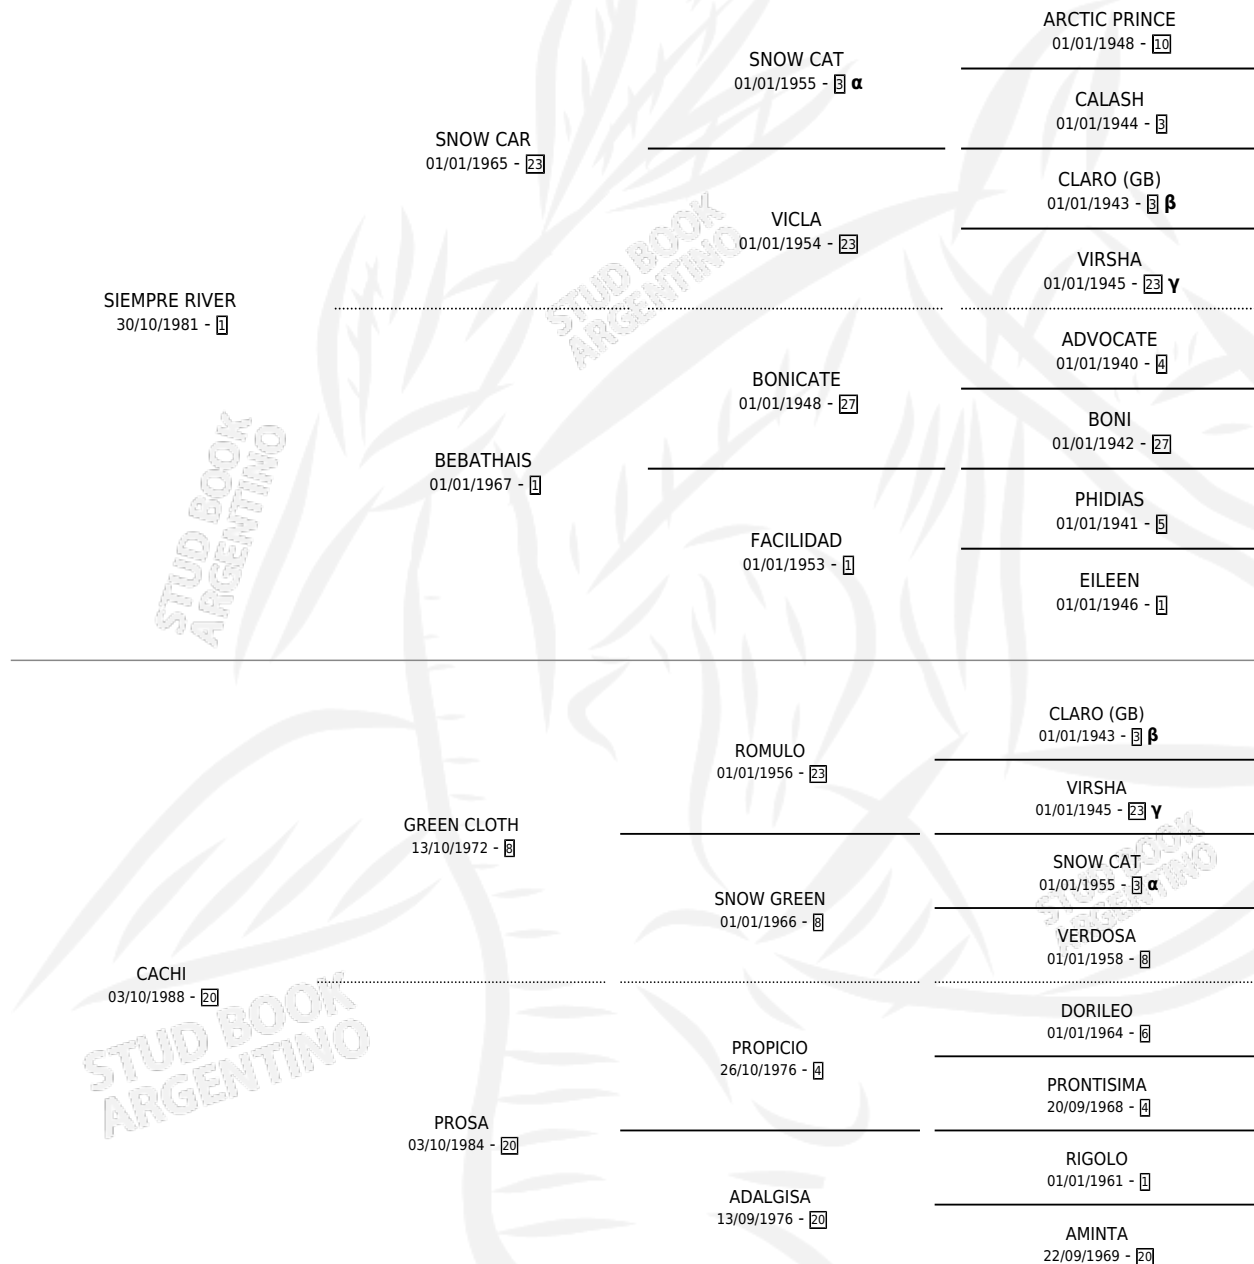 ARCTIC PRINCE
01/01/1948 - 10
SNOW CAT
01/01/1955 - 3 α
CALASH
01/01/1944 - 3
SNOW CAR
01/01/1965 - 23
CLARO (GB)
01/01/1943 - 3 β
VICLA
01/01/1954 - 23
VIRSHA
01/01/1945 - 23 γ
SIEMPRE RIVER
30/10/1981 - 1
STUD BOOK
ARGENTINO
ADVOCATE
01/01/1940 - 4
BONICATE
01/01/1948 - 27
BONI
01/01/1942 - 27
BEBATHAIS
01/01/1967 - 1
PHIDIAS
01/01/1941 - 5
FACILIDAD
01/01/1953 - 1
EILEEN
01/01/1946 - 1
STUD BOOK
ARGENTINO
CLARO (GB)
01/01/1943 - 3 β
ROMULO
01/01/1956 - 23
VIRSHA
01/01/1945 - 23 γ
GREEN CLOTH
13/10/1972 - 8
SNOW CAT
01/01/1955 - 3 α
SNOW GREEN
01/01/1966 - 8
VERDOSA
01/01/1958 - 8
STUD BOOK
ARGENTINO
CACHI
03/10/1988 - 20
DORILEO
01/01/1964 - 6
PROPICIO
26/10/1976 - 4
PRONTISIMA
20/09/1968 - 4
STUD BOOK
ARGENTINO
PROSA
03/10/1984 - 20
RIGOLO
01/01/1961 - 1
ADALGISA
13/09/1976 - 20
AMINTA
22/09/1969 - 20